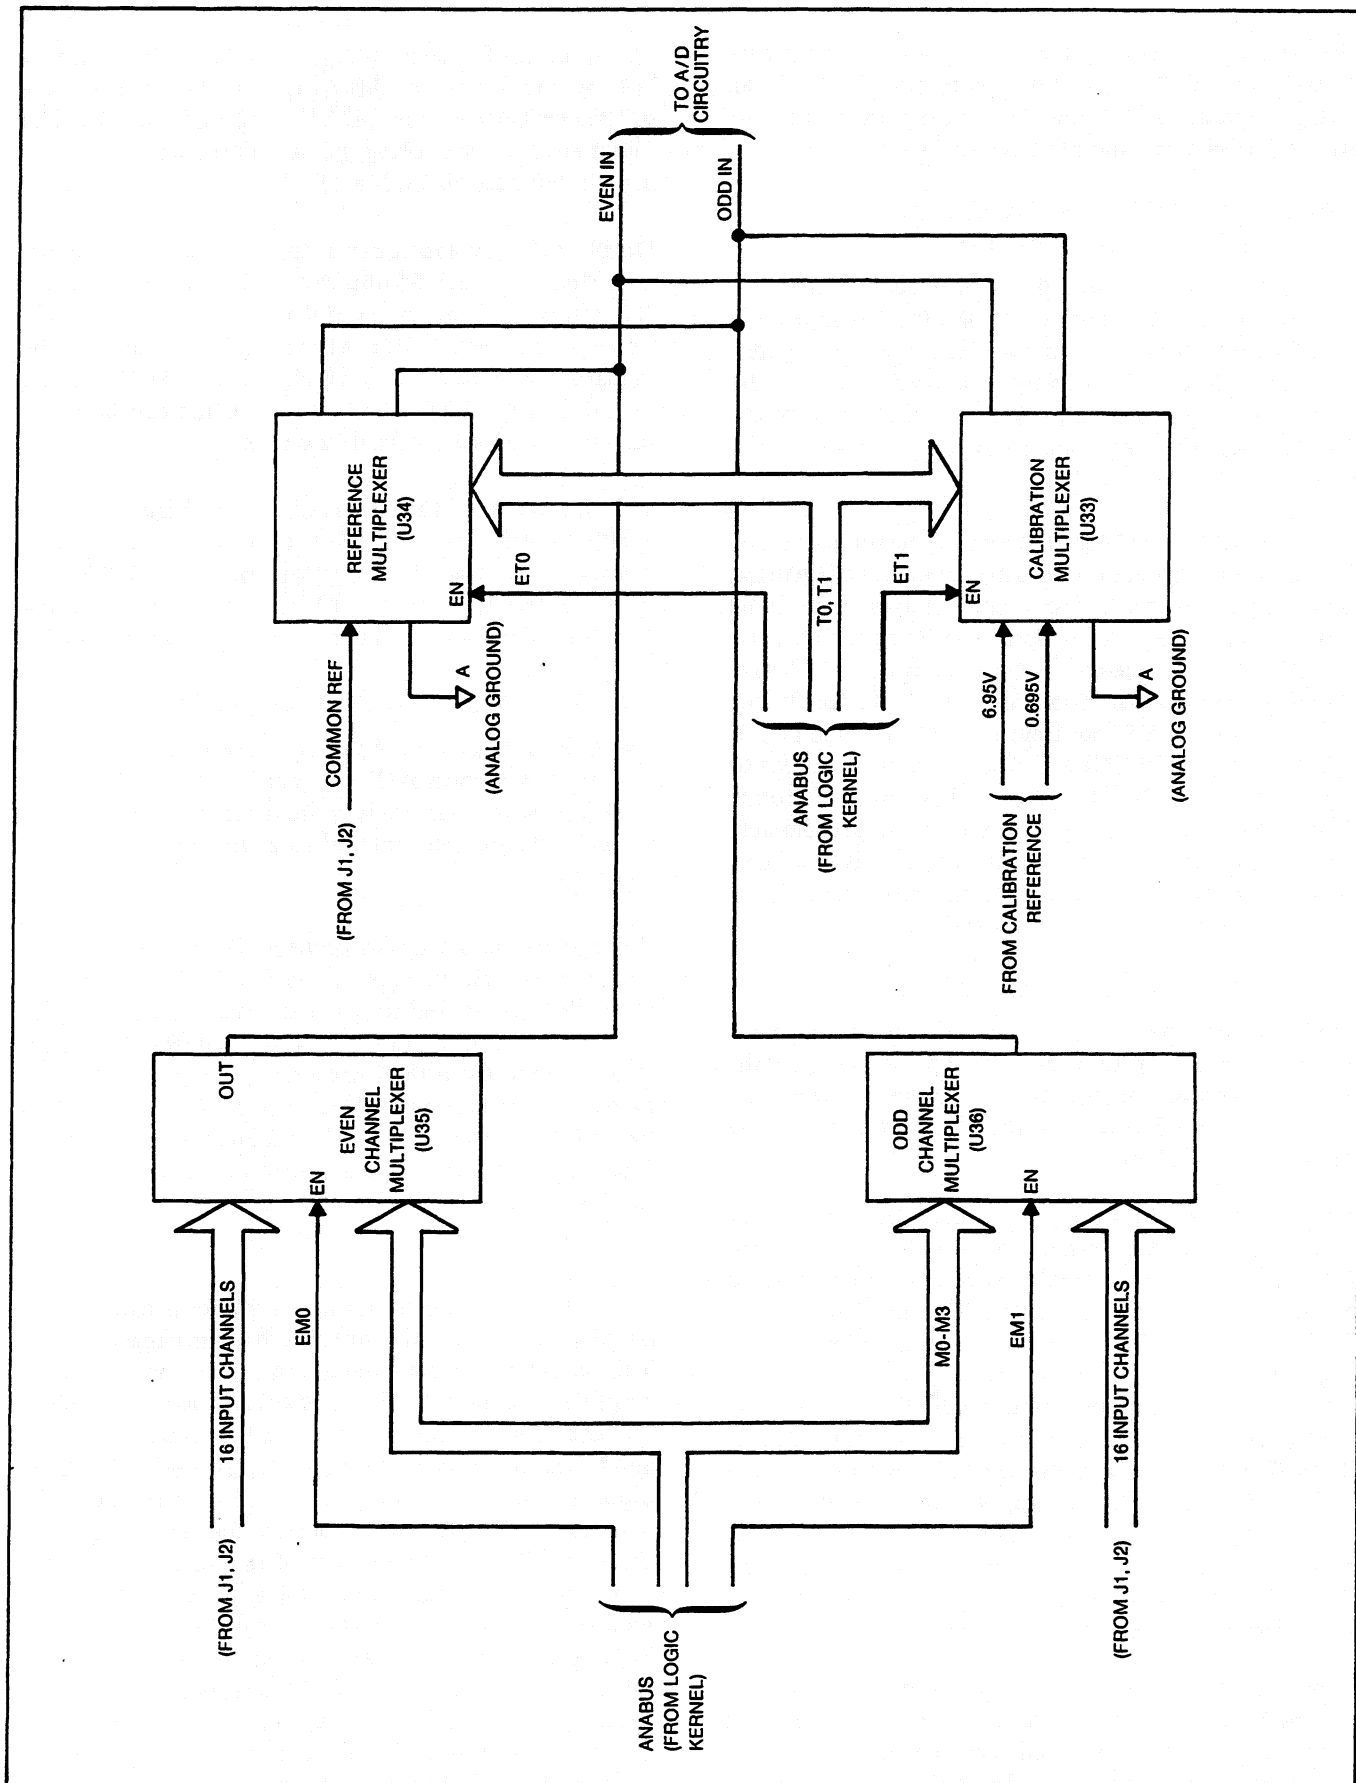 (FROM J1, J2)
16 INPUT CHANNELS
EM0
OUT
EN
EVEN
CHANNEL
MULTIPLEXER
(U35)
ANABUS
(FROM LOGIC
KERNEL)
M0-M3
EM1
(FROM J1, J2)
16 INPUT CHANNELS
ODD
CHANNEL
MULTIPLEXER
(U36)
EN
(FROM J1, J2)
COMMON REF
A
(ANALOG GROUND)
REFERENCE
MULTIPLEXER
(U34)
EN
ET0
ANABUS
(FROM LOGIC
KERNEL)
T0, T1
ET1
FROM CALIBRATION
REFERENCE
6.95V
0.695V
EN
CALIBRATION
MULTIPLEXER
(U33)
A
(ANALOG GROUND)
EVEN IN
ODD IN
TO A/D
CIRCUITRY